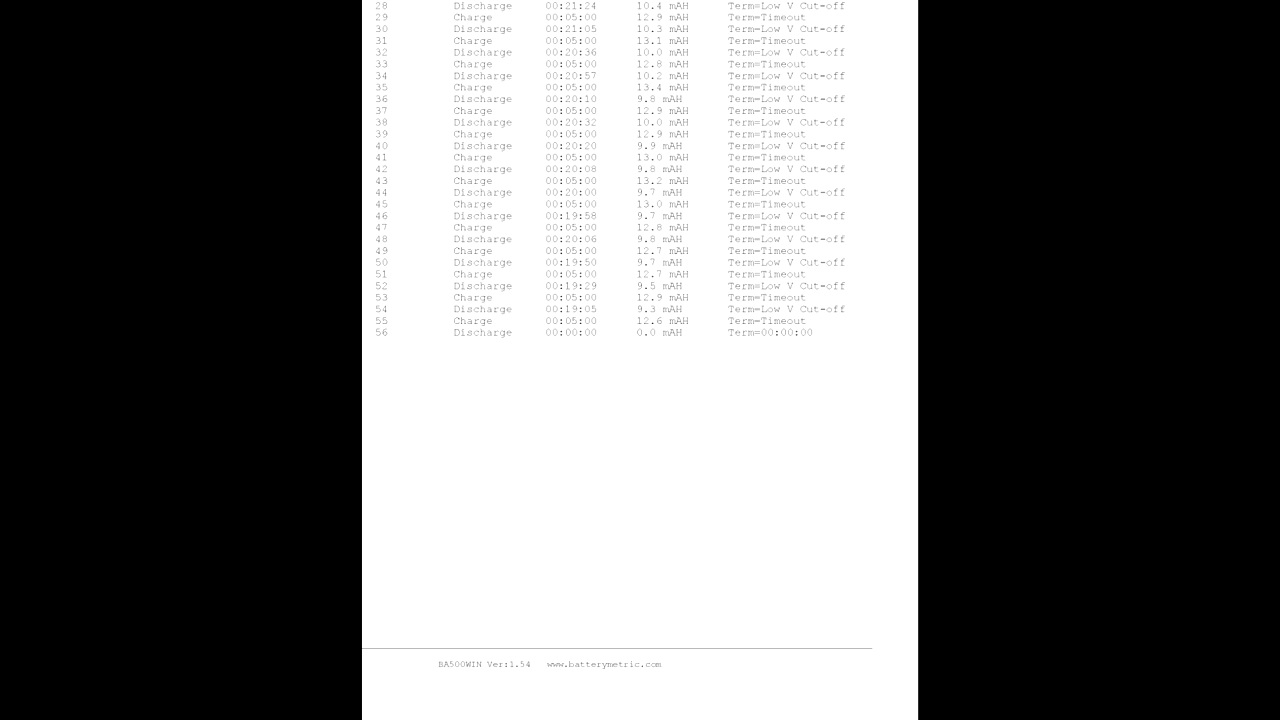 28 Discharge 00:21:24 10.4 mAH Term=Low V Cut-off
29 Charge 00:05:00 12.9 mAH Term=Timeout
30 Discharge 00:21:05 10.3 mAH Term=Low V Cut-off
31 Charge 00:05:00 13.1 mAH Term=Timeout
32 Discharge 00:20:36 10.0 mAH Term=Low V Cut-off
33 Charge 00:05:00 12.8 mAH Term=Timeout
34 Discharge 00:20:57 10.2 mAH Term=Low V Cut-off
35 Charge 00:05:00 13.4 mAH Term=Timeout
36 Discharge 00:20:10 9.8 mAH Term=Low V Cut-off
37 Charge 00:05:00 12.9 mAH Term=Timeout
38 Discharge 00:20:32 10.0 mAH Term=Low V Cut-off
39 Charge 00:05:00 12.9 mAH Term=Timeout
40 Discharge 00:20:20 9.9 mAH Term=Low V Cut-off
41 Charge 00:05:00 13.0 mAH Term=Timeout
42 Discharge 00:20:08 9.8 mAH Term=Low V Cut-off
43 Charge 00:05:00 13.2 mAH Term=Timeout
44 Discharge 00:20:00 9.7 mAH Term=Low V Cut-off
45 Charge 00:05:00 13.0 mAH Term=Timeout
46 Discharge 00:19:58 9.7 mAH Term=Low V Cut-off
47 Charge 00:05:00 12.8 mAH Term=Timeout
48 Discharge 00:20:06 9.8 mAH Term=Low V Cut-off
49 Charge 00:05:00 12.7 mAH Term=Timeout
50 Discharge 00:19:50 9.7 mAH Term=Low V Cut-off
51 Charge 00:05:00 12.7 mAH Term=Timeout
52 Discharge 00:19:29 9.5 mAH Term=Low V Cut-off
53 Charge 00:05:00 12.9 mAH Term=Timeout
54 Discharge 00:19:05 9.3 mAH Term=Low V Cut-off
55 Charge 00:05:00 12.6 mAH Term=Timeout
56 Discharge 00:00:00 0.0 mAH Term=00:00:00
BA500WIN Ver:1.54 www.batterymetric.com